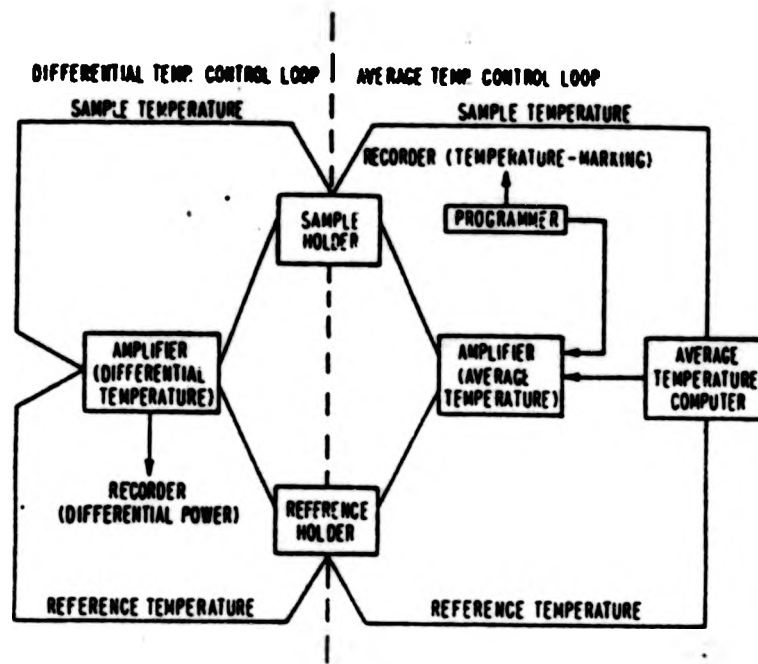 DIFFERENTIAL TEMP. CONTROL LOOP
AVERAGE TEMP. CONTROL LOOP
SAMPLE TEMPERATURE
SAMPLE TEMPERATURE
RECORDER (TEMPERATURE-MARKING)
SAMPLE
HOLDER
PROGRAMMER
AMPLIFIER
(DIFFERENTIAL
TEMPERATURE)
AMPLIFIER
(AVERAGE
TEMPERATURE)
AVERAGE
TEMPERATURE
COMPUTER
RECORDER
(DIFFERENTIAL POWER)
REFERENCE
HOLDER
REFERENCE TEMPERATURE
REFERENCE TEMPERATURE